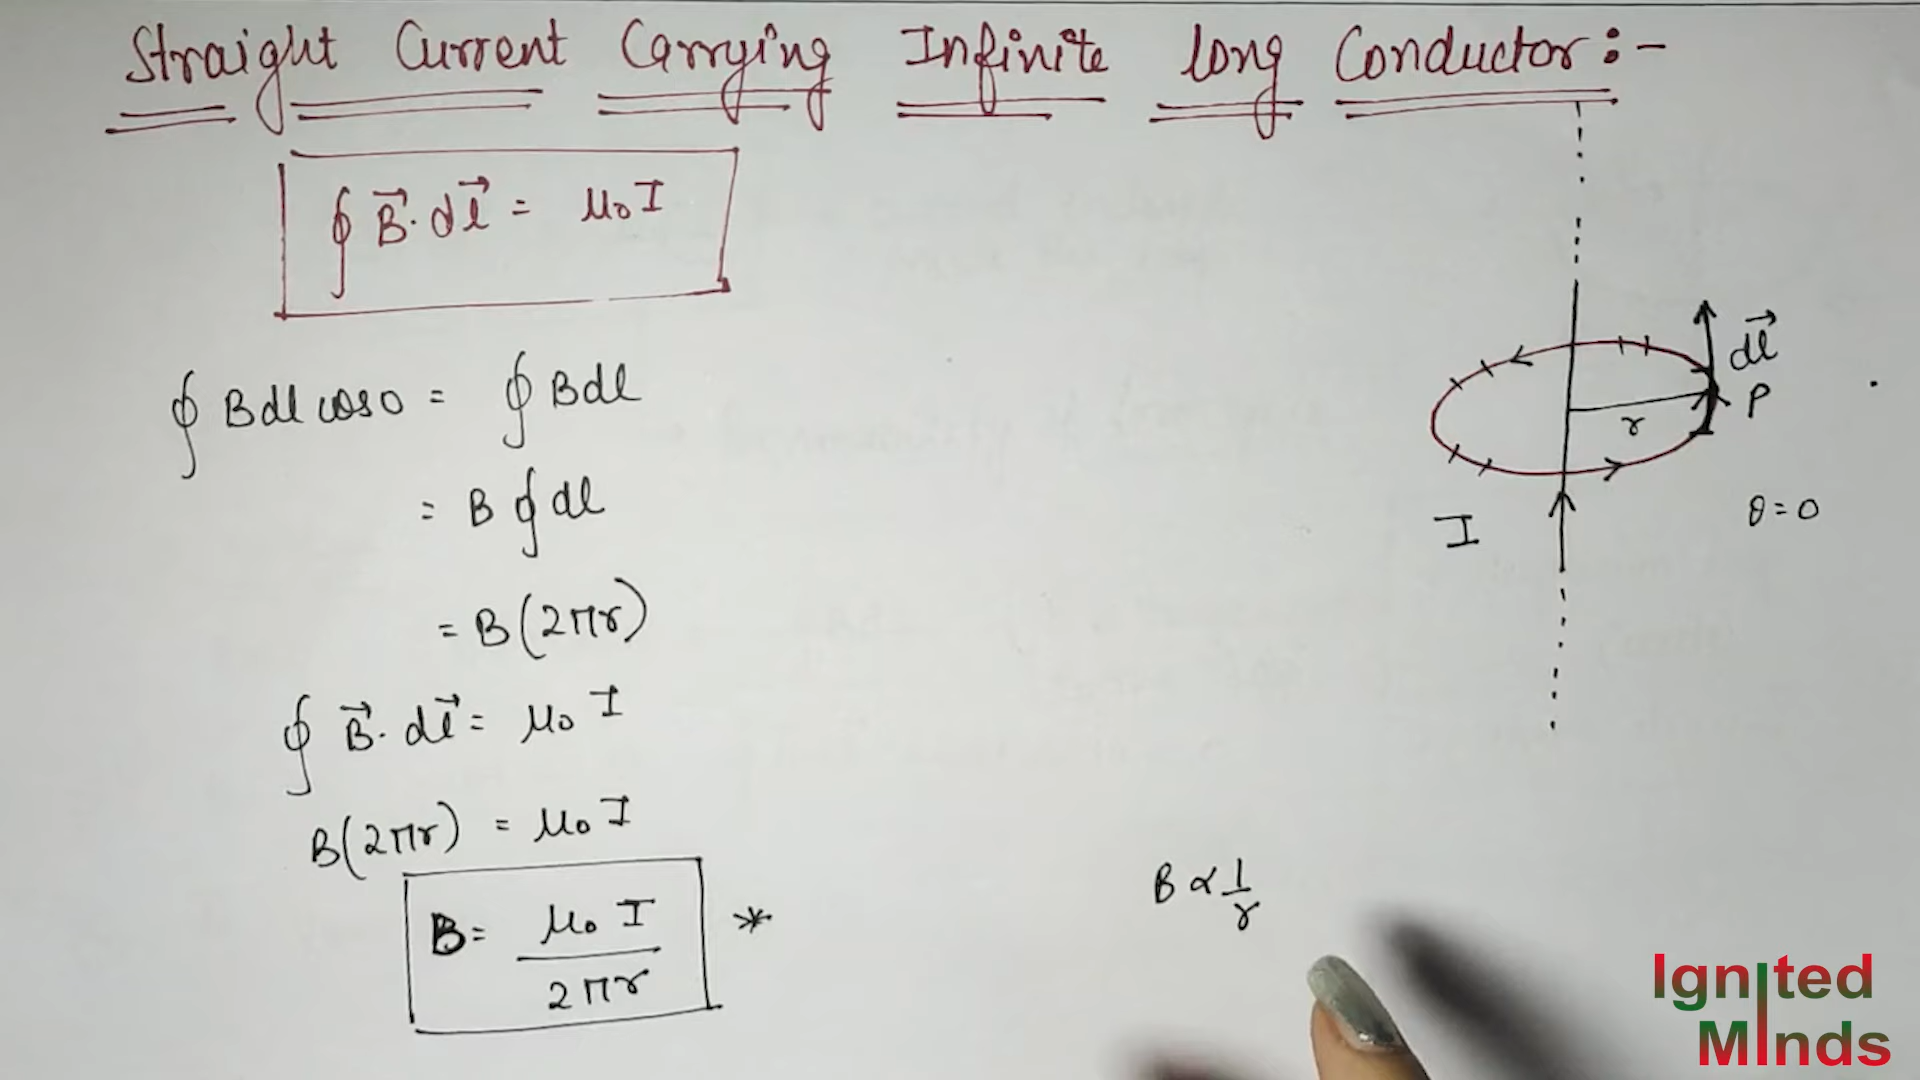 Straight Current Carrying Infinite long Conductor:-
∮ B⃗. dl⃗ = μ₀I
∮ Bdl cos0 = ∮ Bdl
= B ∮ dl
= B(2πr)
∮ B⃗. dl⃗ = μ₀ I
B(2πr) = μ₀ I
B = μ₀ I / 2πr *
dl⃗
P
r
I
θ = 0
B ∝ 1/r
Ignited
Minds